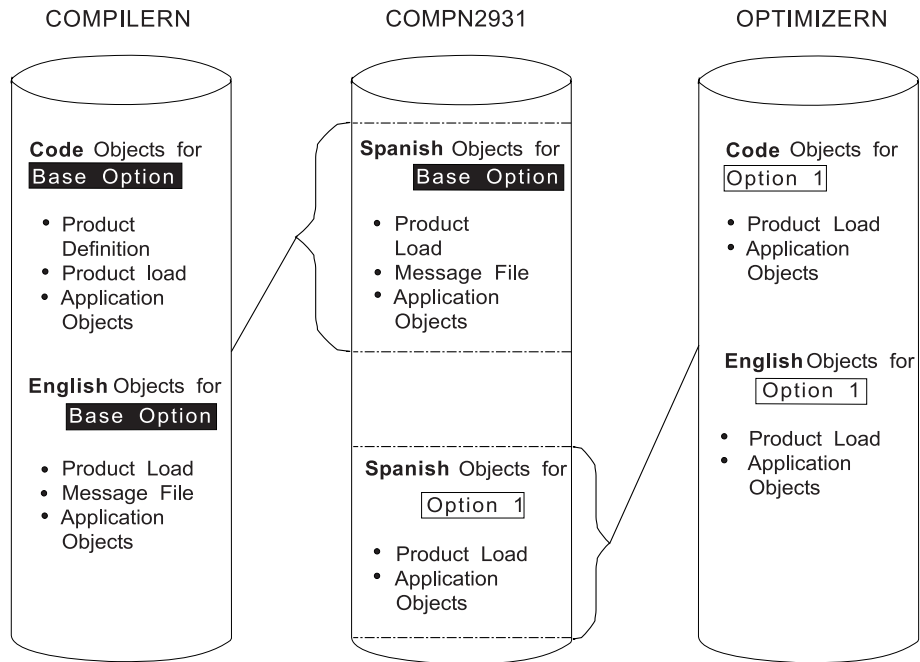 COMPILERN
Code Objects for
Base Option
• Product
Definition
• Product load
• Application
Objects
English Objects for
Base Option
• Product Load
• Message File
• Application
Objects
COMPN2931
Spanish Objects for
Base Option
• Product
Load
• Message File
• Application
Objects
Spanish Objects for
Option 1
• Product Load
• Application
Objects
OPTIMIZERN
Code Objects for
Option 1
• Product Load
• Application
Objects
English Objects for
Option 1
• Product Load
• Application
Objects